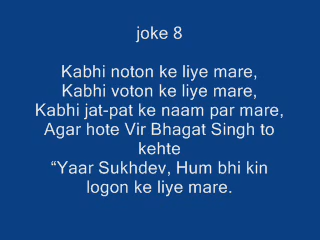 joke 8
Kabhi noton ke liye mare,
Kabhi voton ke liye mare,
Kabhi jat-pat ke naam par mare,
Agar hote Vir Bhagat Singh to
kehte
“Yaar Sukhdev, Hum bhi kin
logon ke liye mare.